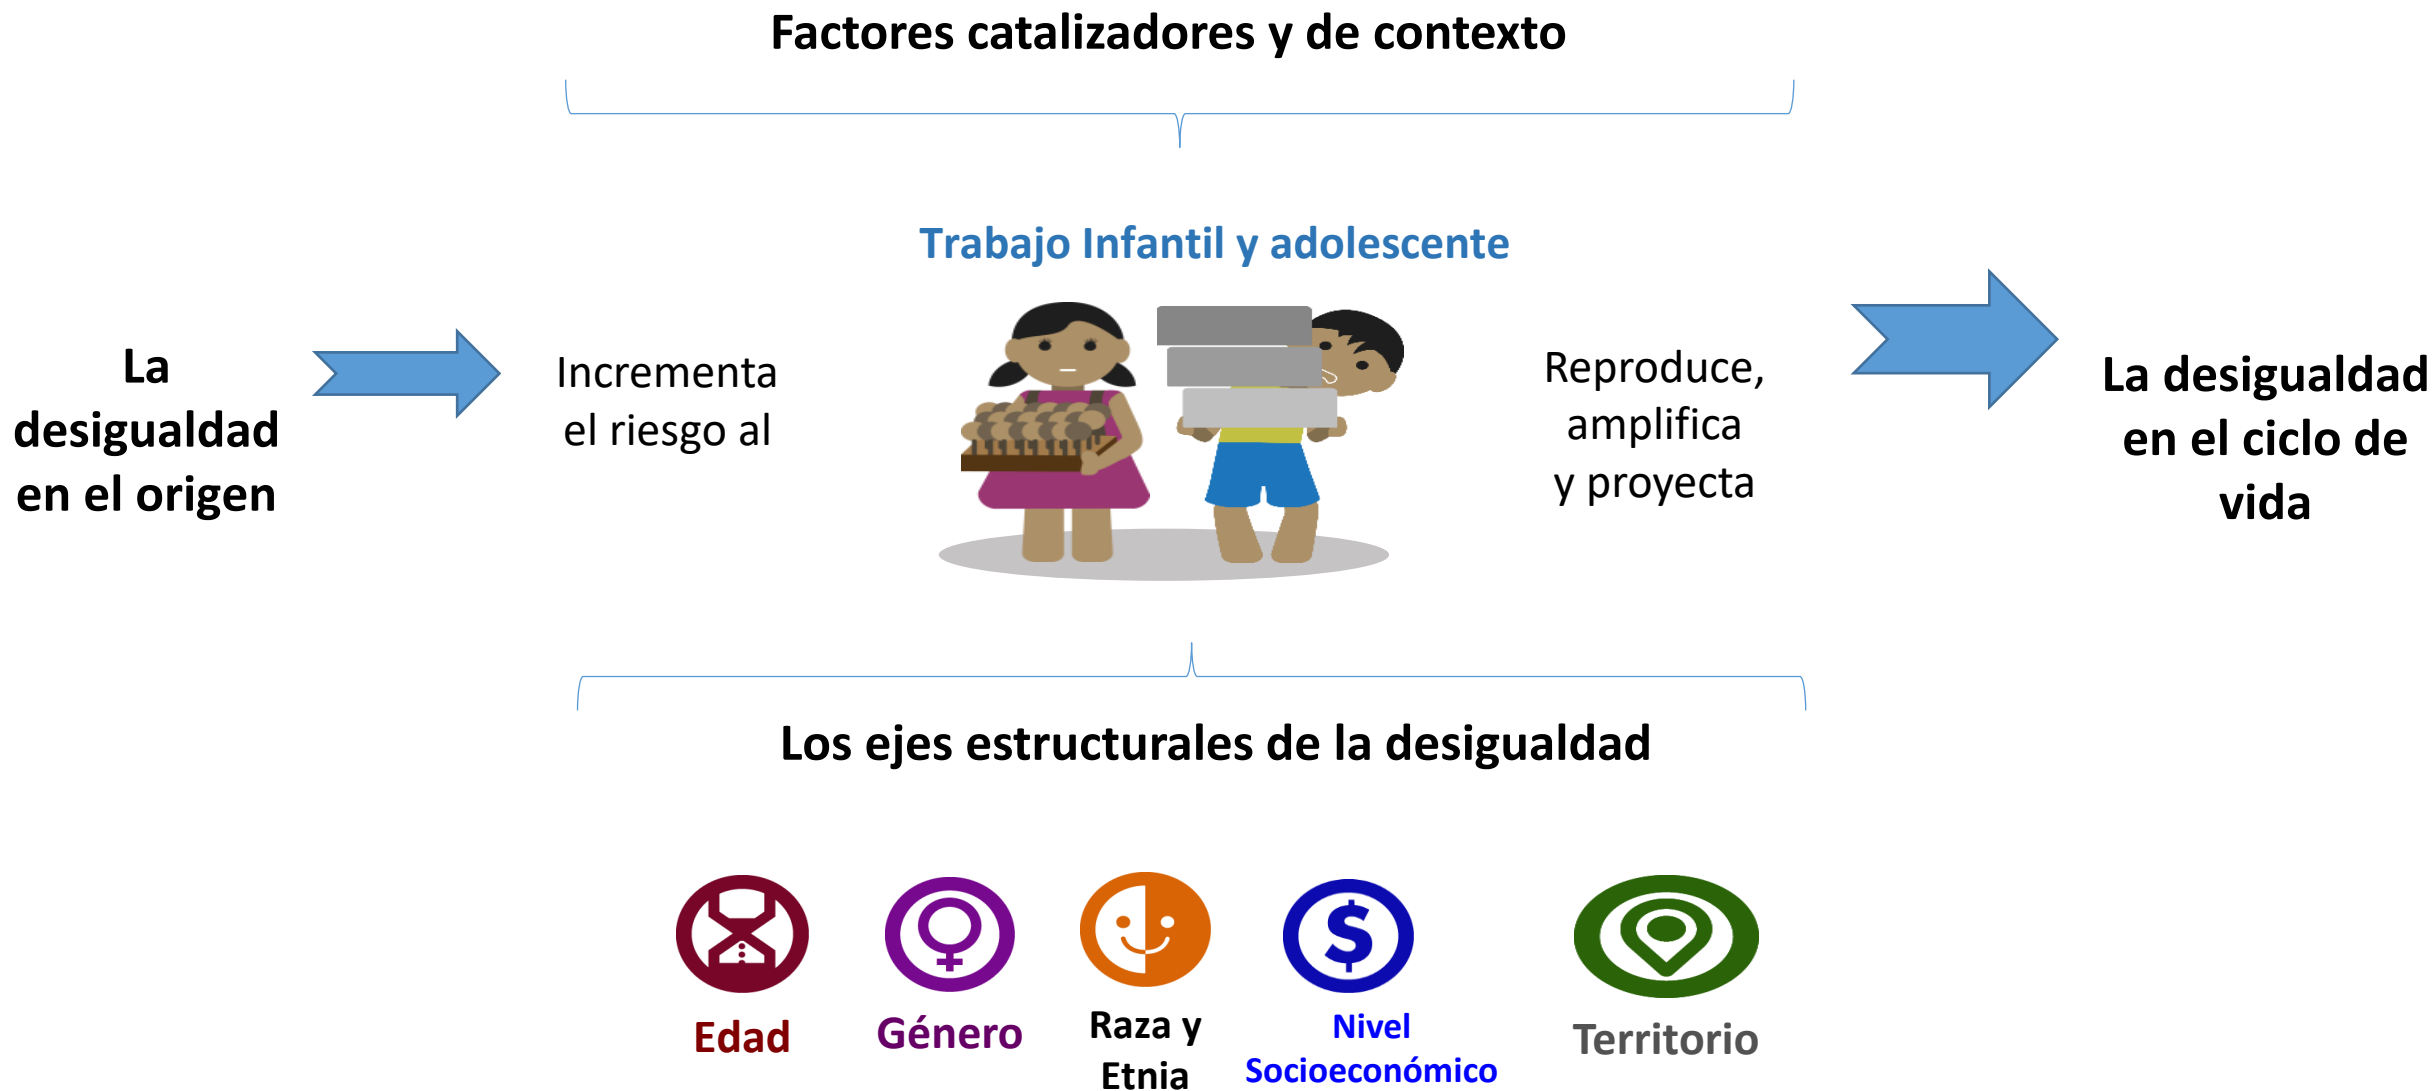 Factores catalizadores y de contexto
Trabajo Infantil y adolescente
La
desigualdad
en el origen
Incrementa
el riesgo al
Reproduce,
amplifica
y proyecta
La desigualdad
en el ciclo de
vida
Los ejes estructurales de la desigualdad
Edad
Género
Raza y
Etnia
Nivel
Socioeconómico
Territorio